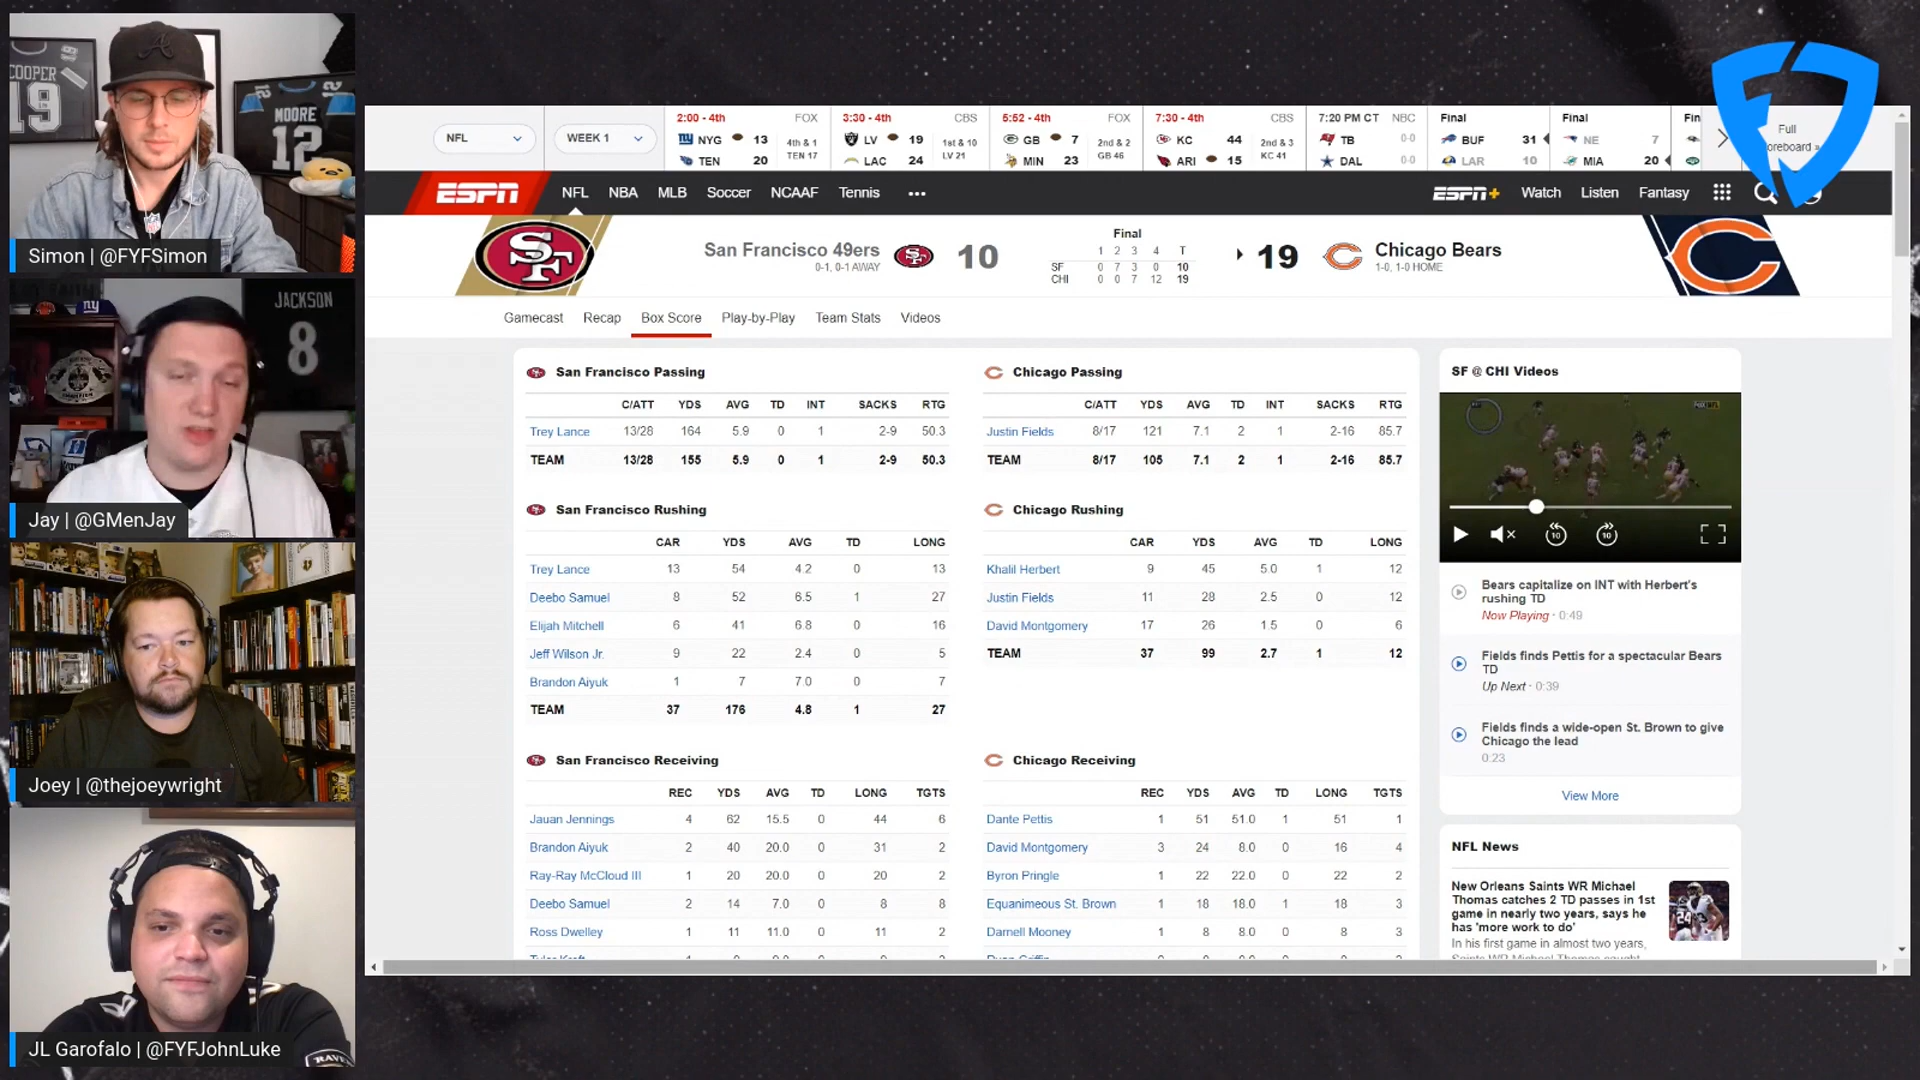 COOPER
19
MOORE
12
Simon | @FYFSimon
JACKSON
8
Jay | @GMenJay
Joey | @thejoeywright
RAVENS
JL Garofalo | @FYFJohnLuke
NFL
WEEK 1
2:00 - 4th FOX
NYG 13 4th & 1
TEN 20 TEN 17
3:30 - 4th CBS
LV 19 1st & 10
LAC 24 LV 21
5:52 - 4th FOX
GB 7 2nd & 2
MIN 23 GB 46
7:30 - 4th CBS
KC 44 2nd & 3
ARI 15 KC 41
7:20 PM CT NBC
TB 0-0
DAL 0-0
Final
BUF 31
LAR 10
Final
NE 7
MIA 20
Full
ESPN NFL NBA MLB Soccer NCAAF Tennis ...
ESPN+ Watch Listen Fantasy
San Francisco 49ers 10
0-1, 0-1 AWAY
Final
1 2 3 4 T
SF 0 7 3 0 10
CHI 0 0 7 12 19
19 Chicago Bears
1-0, 1-0 HOME
Gamecast Recap Box Score Play-by-Play Team Stats Videos
San Francisco Passing
C/ATT YDS AVG TD INT SACKS RTG
Trey Lance 13/28 164 5.9 0 1 2-9 50.3
TEAM 13/28 155 5.9 0 1 2-9 50.3
Chicago Passing
C/ATT YDS AVG TD INT SACKS RTG
Justin Fields 8/17 121 7.1 2 1 2-16 85.7
TEAM 8/17 105 7.1 2 1 2-16 85.7
San Francisco Rushing
CAR YDS AVG TD LONG
Trey Lance 13 54 4.2 0 13
Deebo Samuel 8 52 6.5 1 27
Elijah Mitchell 6 41 6.8 0 16
Jeff Wilson Jr. 9 22 2.4 0 5
Brandon Aiyuk 1 7 7.0 0 7
TEAM 37 176 4.8 1 27
Chicago Rushing
CAR YDS AVG TD LONG
Khalil Herbert 9 45 5.0 1 12
Justin Fields 11 28 2.5 0 12
David Montgomery 17 26 1.5 0 6
TEAM 37 99 2.7 1 12
San Francisco Receiving
REC YDS AVG TD LONG TGTS
Jauan Jennings 4 62 15.5 0 44 6
Brandon Aiyuk 2 40 20.0 0 31 2
Ray-Ray McCloud III 1 20 20.0 0 20 2
Deebo Samuel 2 14 7.0 0 8 8
Ross Dwelley 1 11 11.0 0 11 2
Chicago Receiving
REC YDS AVG TD LONG TGTS
Dante Pettis 1 51 51.0 1 51 1
David Montgomery 3 24 8.0 0 16 4
Byron Pringle 1 22 22.0 0 22 2
Equanimeous St. Brown 1 18 18.0 1 18 3
Darnell Mooney 1 8 8.0 0 8 3
SF @ CHI Videos
10 10
Bears capitalize on INT with Herbert's
rushing TD
Now Playing · 0:49
Fields finds Pettis for a spectacular Bears
TD
Up Next · 0:39
Fields finds a wide-open St. Brown to give
Chicago the lead
0:23
View More
NFL News
New Orleans Saints WR Michael
Thomas catches 2 TD passes in 1st
game in nearly two years, says he
has 'more work to do'
In his first game in almost two years,